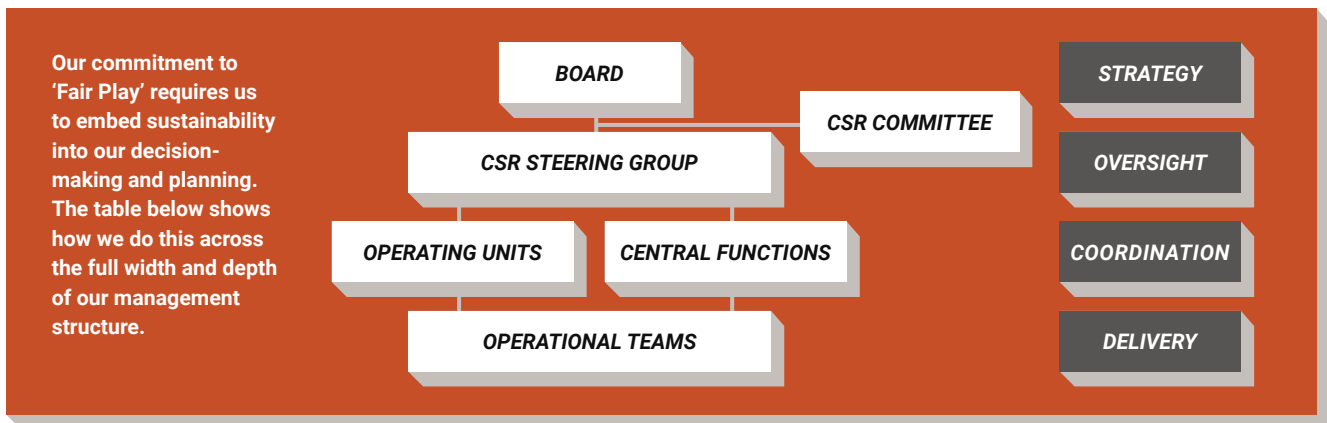 Our commitment to
‘Fair Play’ requires us
to embed sustainability
into our decision-
making and planning.
The table below shows
how we do this across
the full width and depth
of our management
structure.
BOARD
CSR COMMITTEE
CSR STEERING GROUP
OPERATING UNITS
CENTRAL FUNCTIONS
OPERATIONAL TEAMS
STRATEGY
OVERSIGHT
COORDINATION
DELIVERY